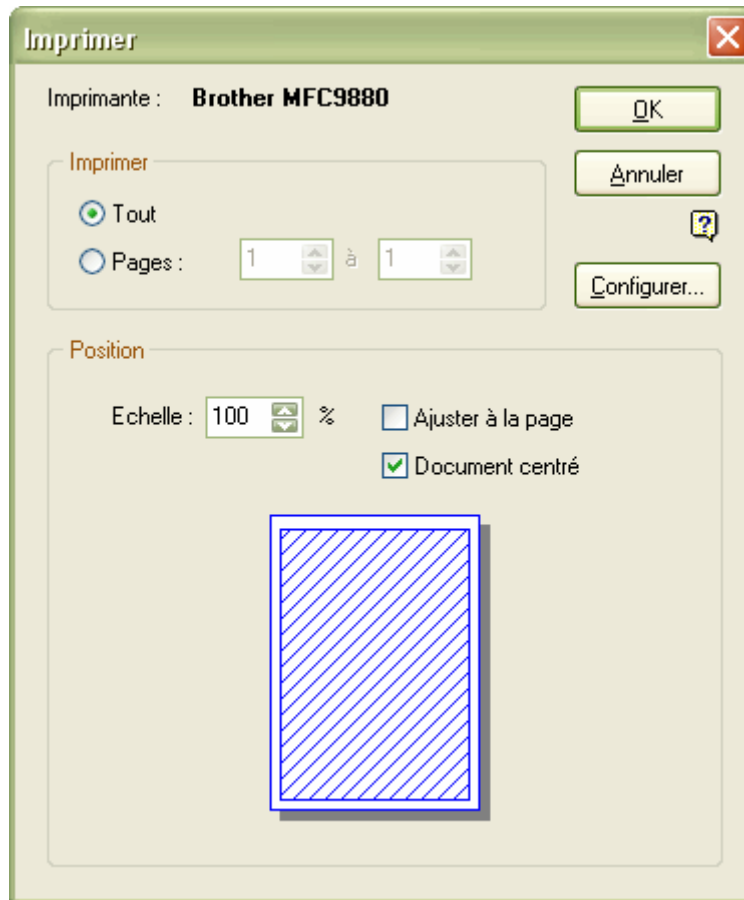 Imprimer
Imprimante : Brother MFC9880
OK
Imprimer
Annuler
Tout
?
Pages : 1 à 1
Configurer...
Position
Echelle : 100 % Ajuster à la page
Document centré